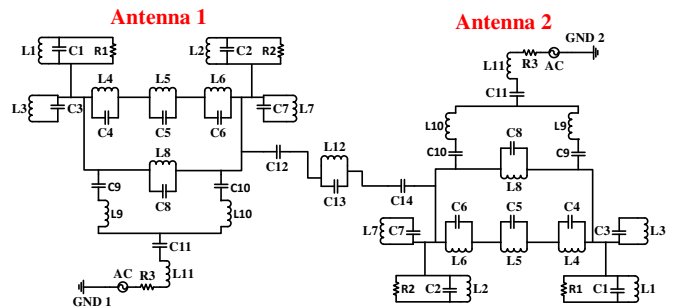 Antenna 1
Antenna 2
GND 2
L1 C1 R1 L2 C2 R2
L11 R3 AC
C11
L3 C3 L4 L5 L6 C7 L7
C4 C5 C6
L10 C8 L9
L8 C12 L12 C10 L8 C9
C9 C8 C10 C13 C14
L9 L10
L7 C7 C6 C5 C4 C3 L3
C11 L6 L5 L4
AC R3 L11 R2 C2 L2 R1 C1 L1
GND 1